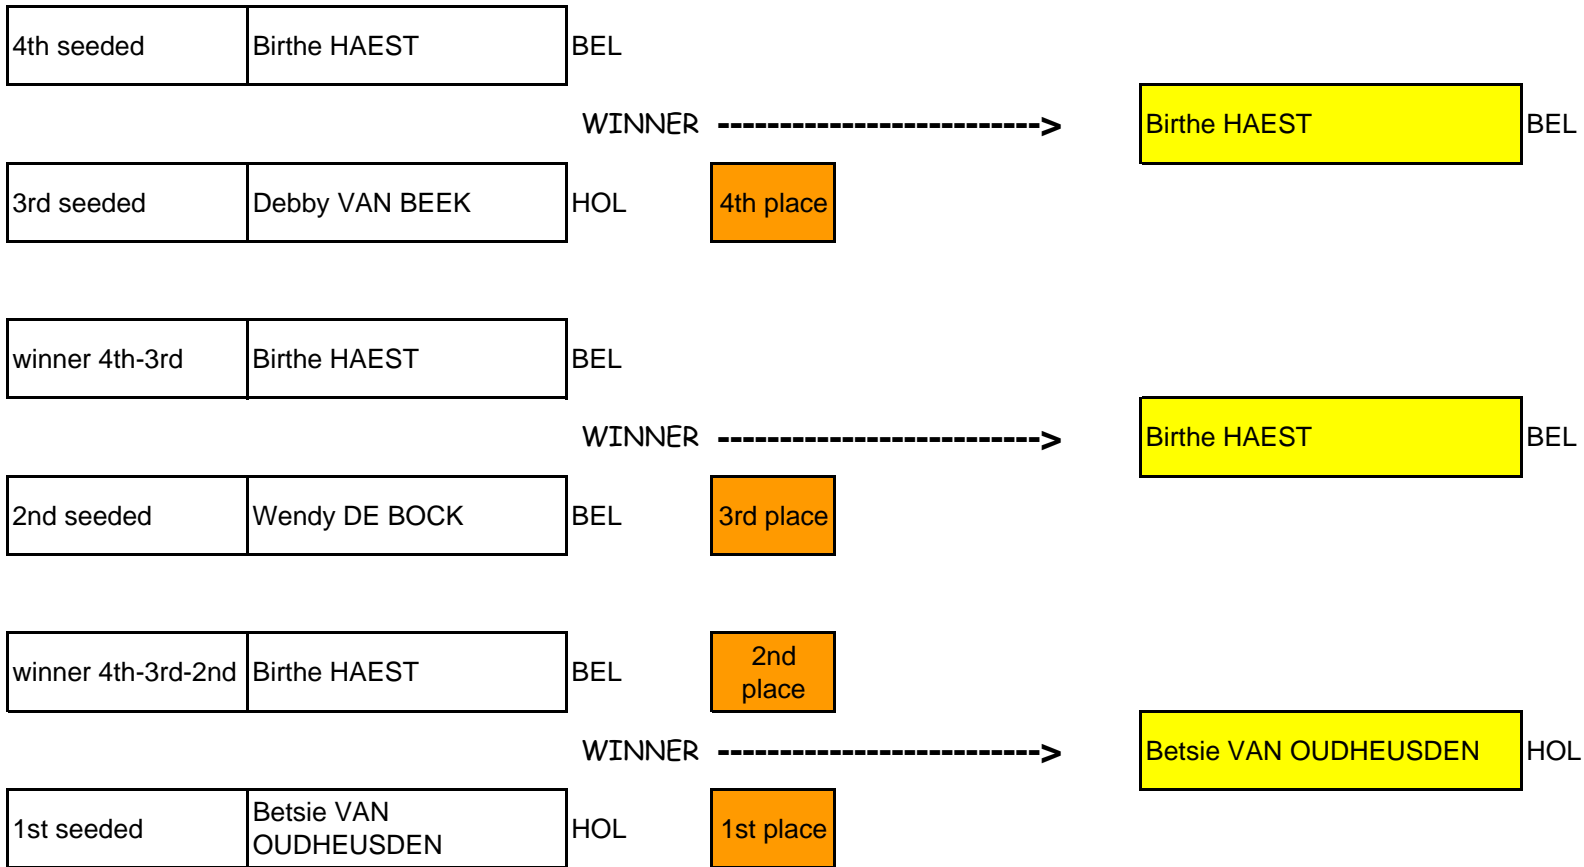 4th seeded Birthe HAEST BEL
WINNER --------------------------> Birthe HAEST BEL
3rd seeded Debby VAN BEEK HOL 4th place
winner 4th-3rd Birthe HAEST BEL
WINNER --------------------------> Birthe HAEST BEL
2nd seeded Wendy DE BOCK BEL 3rd place
winner 4th-3rd-2nd Birthe HAEST BEL 2nd
place
WINNER --------------------------> Betsie VAN OUDHEUSDEN HOL
1st seeded Betsie VAN
OUDHEUSDEN HOL 1st place